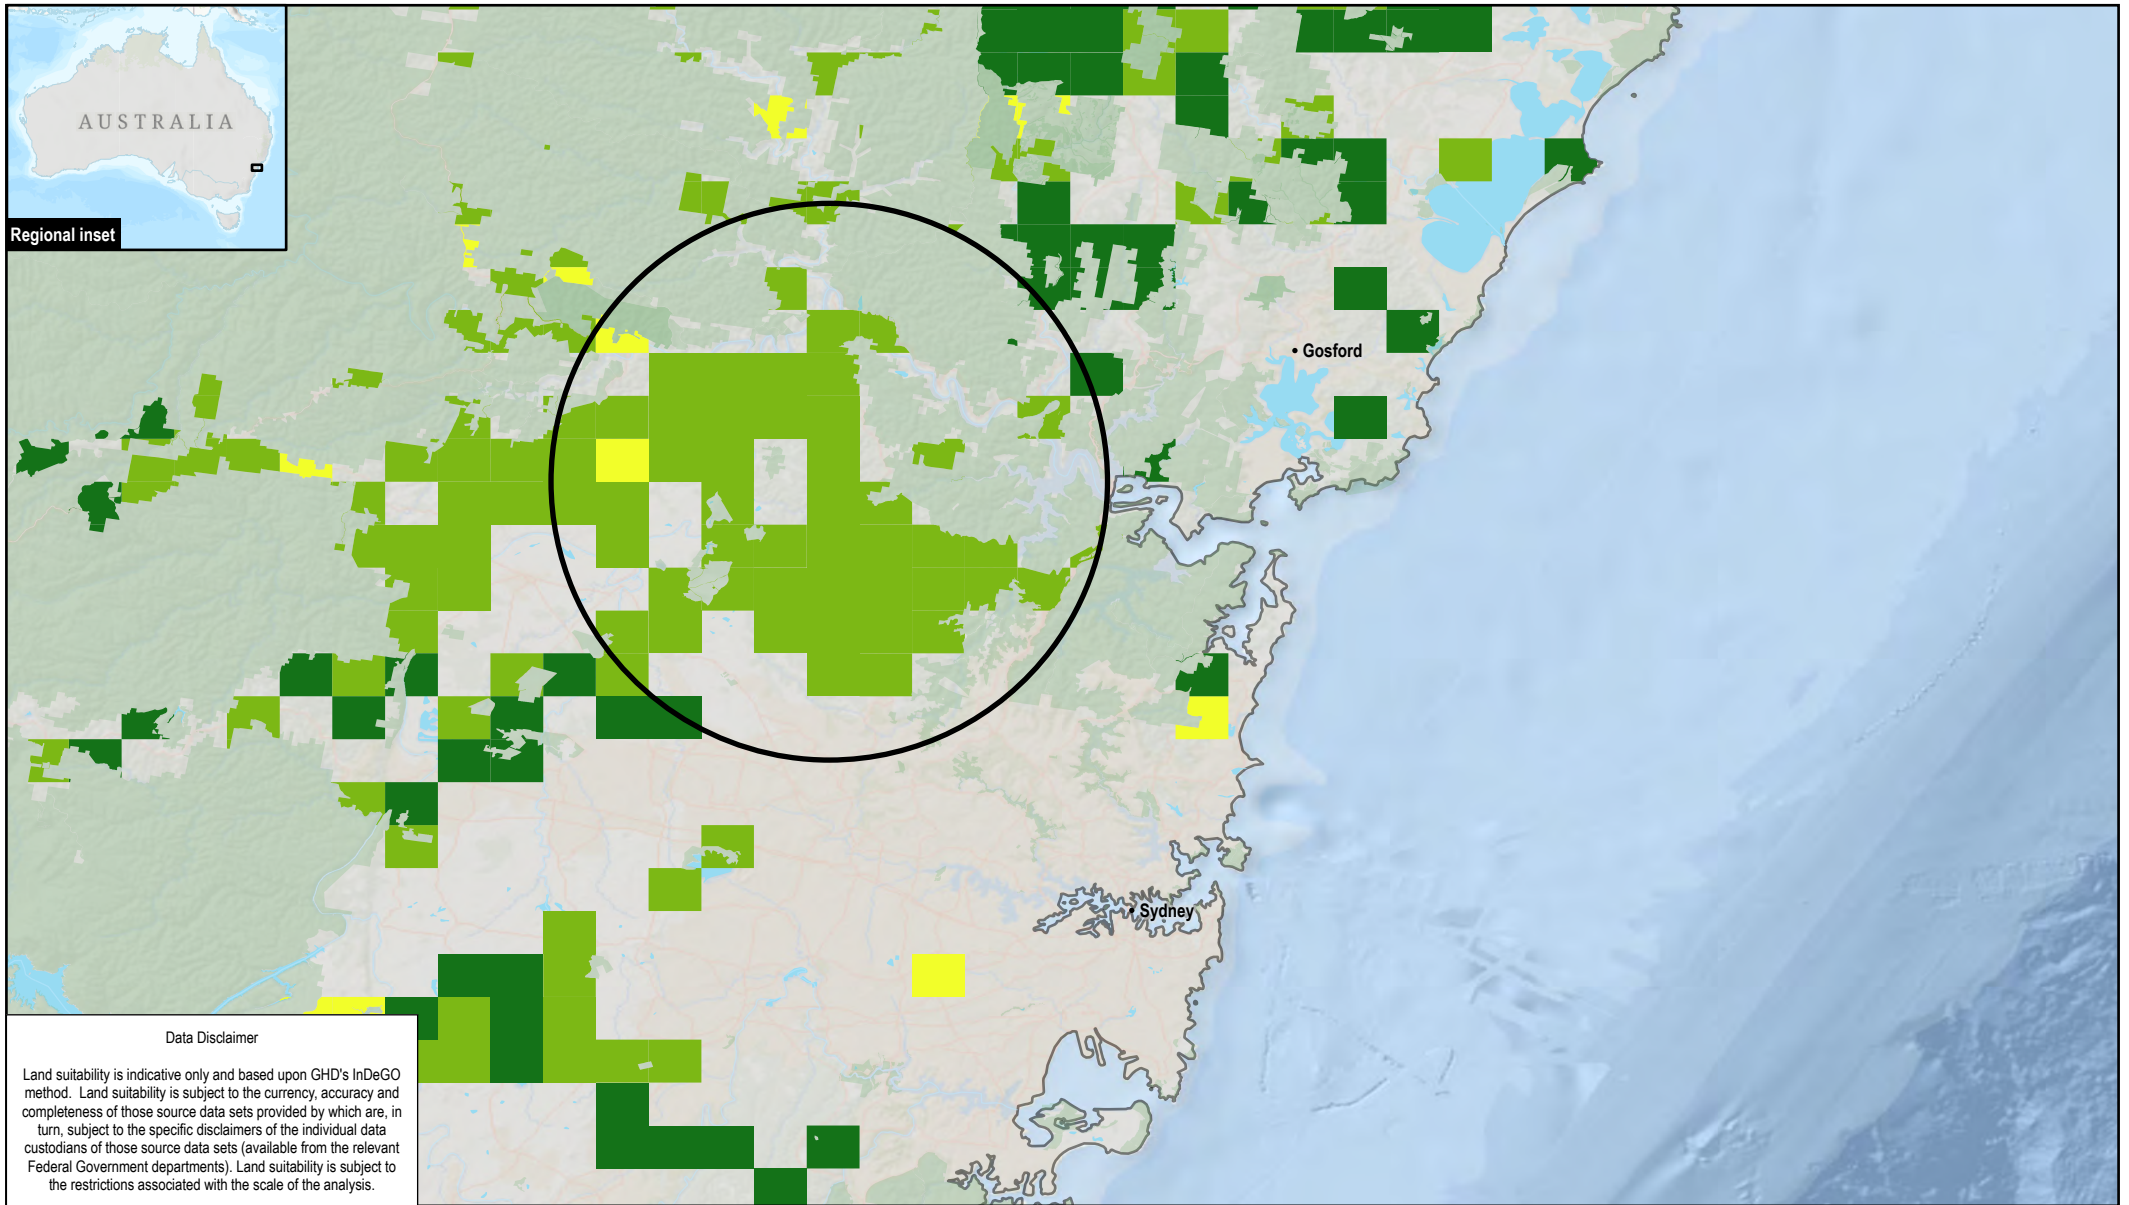 AUSTRALIA
Regional inset
Gosford
Sydney
Data Disclaimer
Land suitability is indicative only and based upon GHD's InDeGO
method. Land suitability is subject to the currency, accuracy and
completeness of those source data sets provided by which are, in
turn, subject to the specific disclaimers of the individual data
custodians of those source data sets (available from the relevant
Federal Government departments). Land suitability is subject to
the restrictions associated with the scale of the analysis.